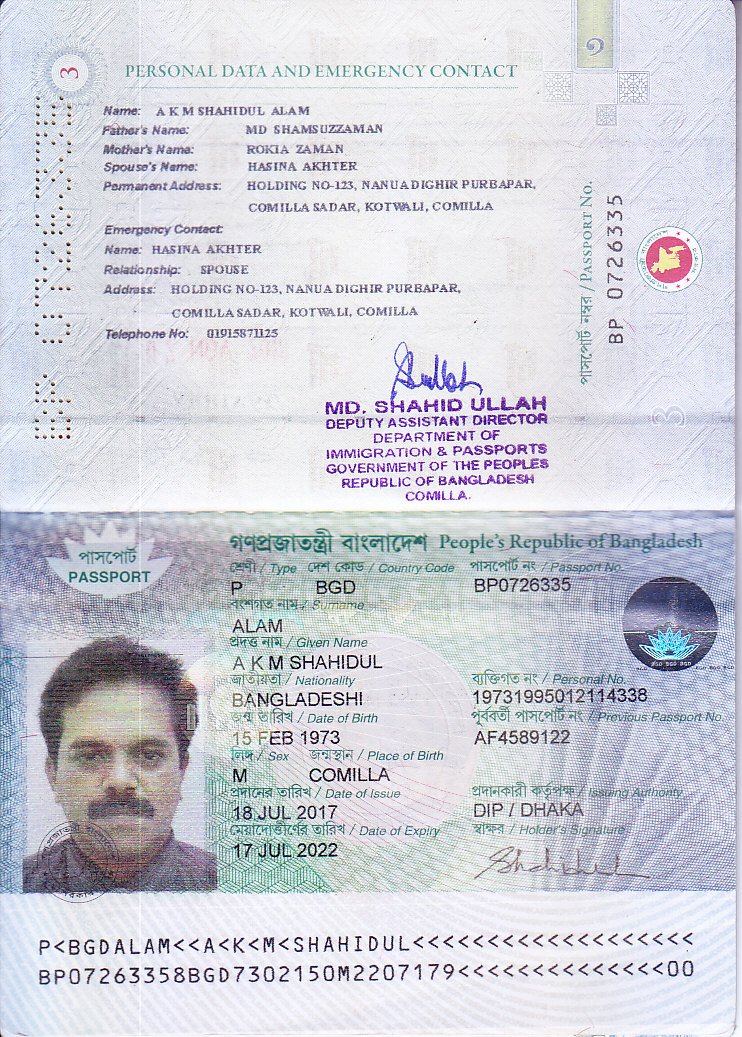 3
PERSONAL DATA AND EMERGENCY CONTACT
Name: A K M SHAHIDUL ALAM
Father's Name: MD SHAMSUZZAMAN
Mother's Name: ROKIA ZAMAN
Spouse's Name: HASINA AKHTER
Permanent Address: HOLDING NO-123, NANUA DIGHIR PURBAPAR,
COMILLA SADAR, KOTWALI, COMILLA
Emergency Contact:
Name: HASINA AKHTER
Relationship: SPOUSE
Address: HOLDING NO-123, NANUA DIGHIR PURBAPAR,
COMILLA SADAR, KOTWALI, COMILLA
Telephone No: 01915871125
পাসপোর্ট নম্বর / PASSPORT No.
BP 0726335
BP 0726335
MD. SHAHID ULLAH
DEPUTY ASSISTANT DIRECTOR
DEPARTMENT OF
IMMIGRATION & PASSPORTS
GOVERNMENT OF THE PEOPLES
REPUBLIC OF BANGLADESH
COMILLA.
পাসপোর্ট
PASSPORT
গণপ্রজাতন্ত্রী বাংলাদেশ People's Republic of Bangladesh
শ্রেণী / Type দেশ কোড / Country Code পাসপোর্ট নং / Passport No.
P BGD BP0726335
বংশগত নাম / Surname
ALAM
প্রদত্ত নাম / Given Name
A K M SHAHIDUL
জাতীয়তা / Nationality ব্যক্তিগত নং / Personal No.
BANGLADESHI 19731995012114338
জন্ম তারিখ / Date of Birth পূর্ববর্তী পাসপোর্ট নং / Previous Passport No.
15 FEB 1973 AF4589122
লিঙ্গ / Sex জন্মস্থান / Place of Birth
M COMILLA
প্রদানের তারিখ / Date of Issue প্রদানকারী কর্তৃপক্ষ / Issuing Authority
18 JUL 2017 DIP / DHAKA
মেয়াদোত্তীর্ণের তারিখ / Date of Expiry স্বাক্ষর / Holder's Signature
17 JUL 2022 Shahidul
P<BGDALAM<<A<K<M<SHAHIDUL<<<<<<<<<<<<<<<<<<<
BP07263358BGD7302150M2207179<<<<<<<<<<<<<<00